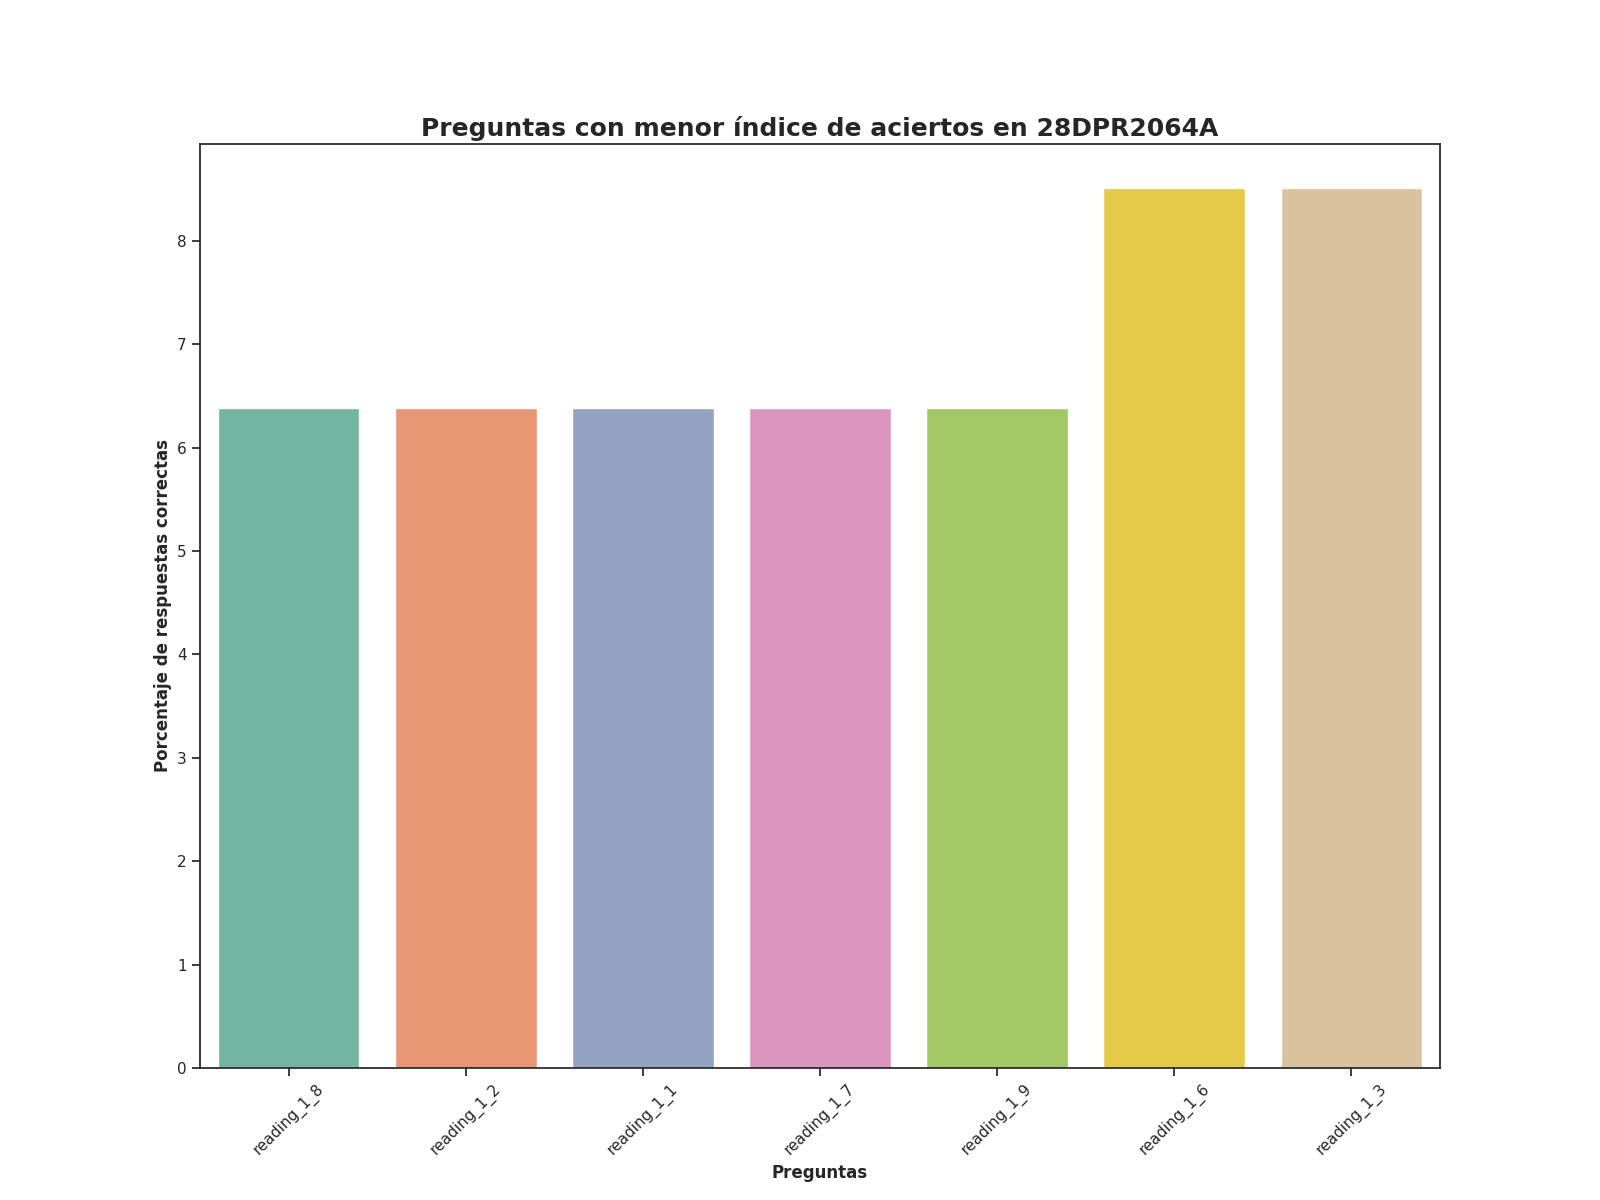 Preguntas con menor índice de aciertos en 28DPR2064A
Porcentaje de respuestas correctas
8
7
6
5
4
3
2
1
0
reading_1_8
reading_1_2
reading_1_1
reading_1_7
reading_1_9
reading_1_6
reading_1_3
Preguntas